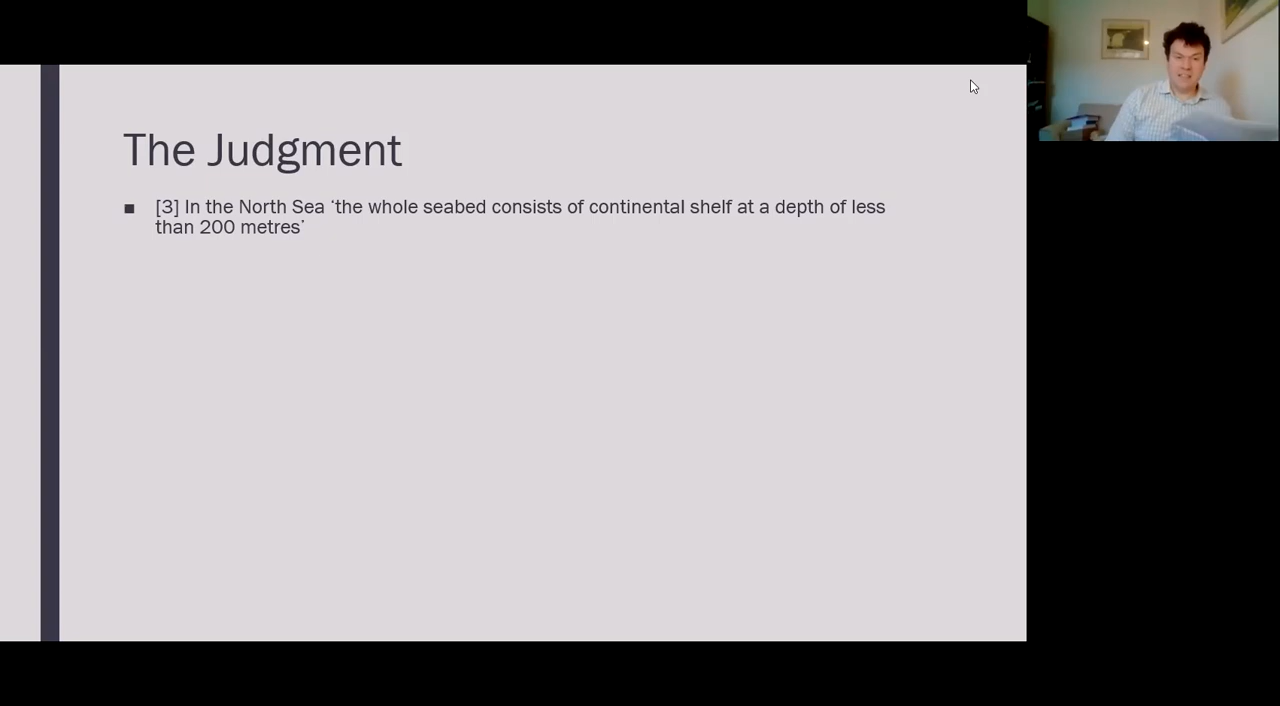 The Judgment
[3] In the North Sea ‘the whole seabed consists of continental shelf at a depth of less
than 200 metres’